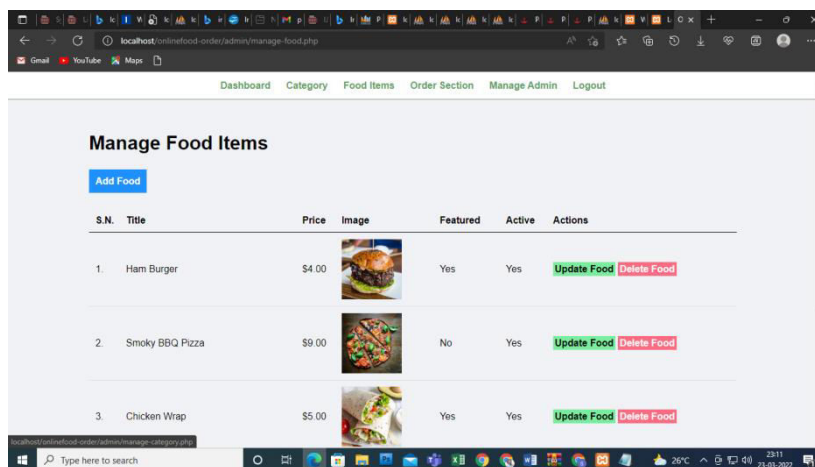 localhost/onlinefood-order/admin/manage-food.php
Gmail YouTube Maps
Dashboard Category Food Items Order Section Manage Admin Logout
Manage Food Items
Add Food
S.N. Title Price Image Featured Active Actions
1. Ham Burger $4.00 Yes Yes Update Food Delete Food
2. Smoky BBQ Pizza $9.00 No Yes Update Food Delete Food
3. Chicken Wrap $5.00 Yes Yes Update Food Delete Food
localhost/onlinefood-order/admin/manage-category.php
Type here to search 26°C 23:11
23-03-2022